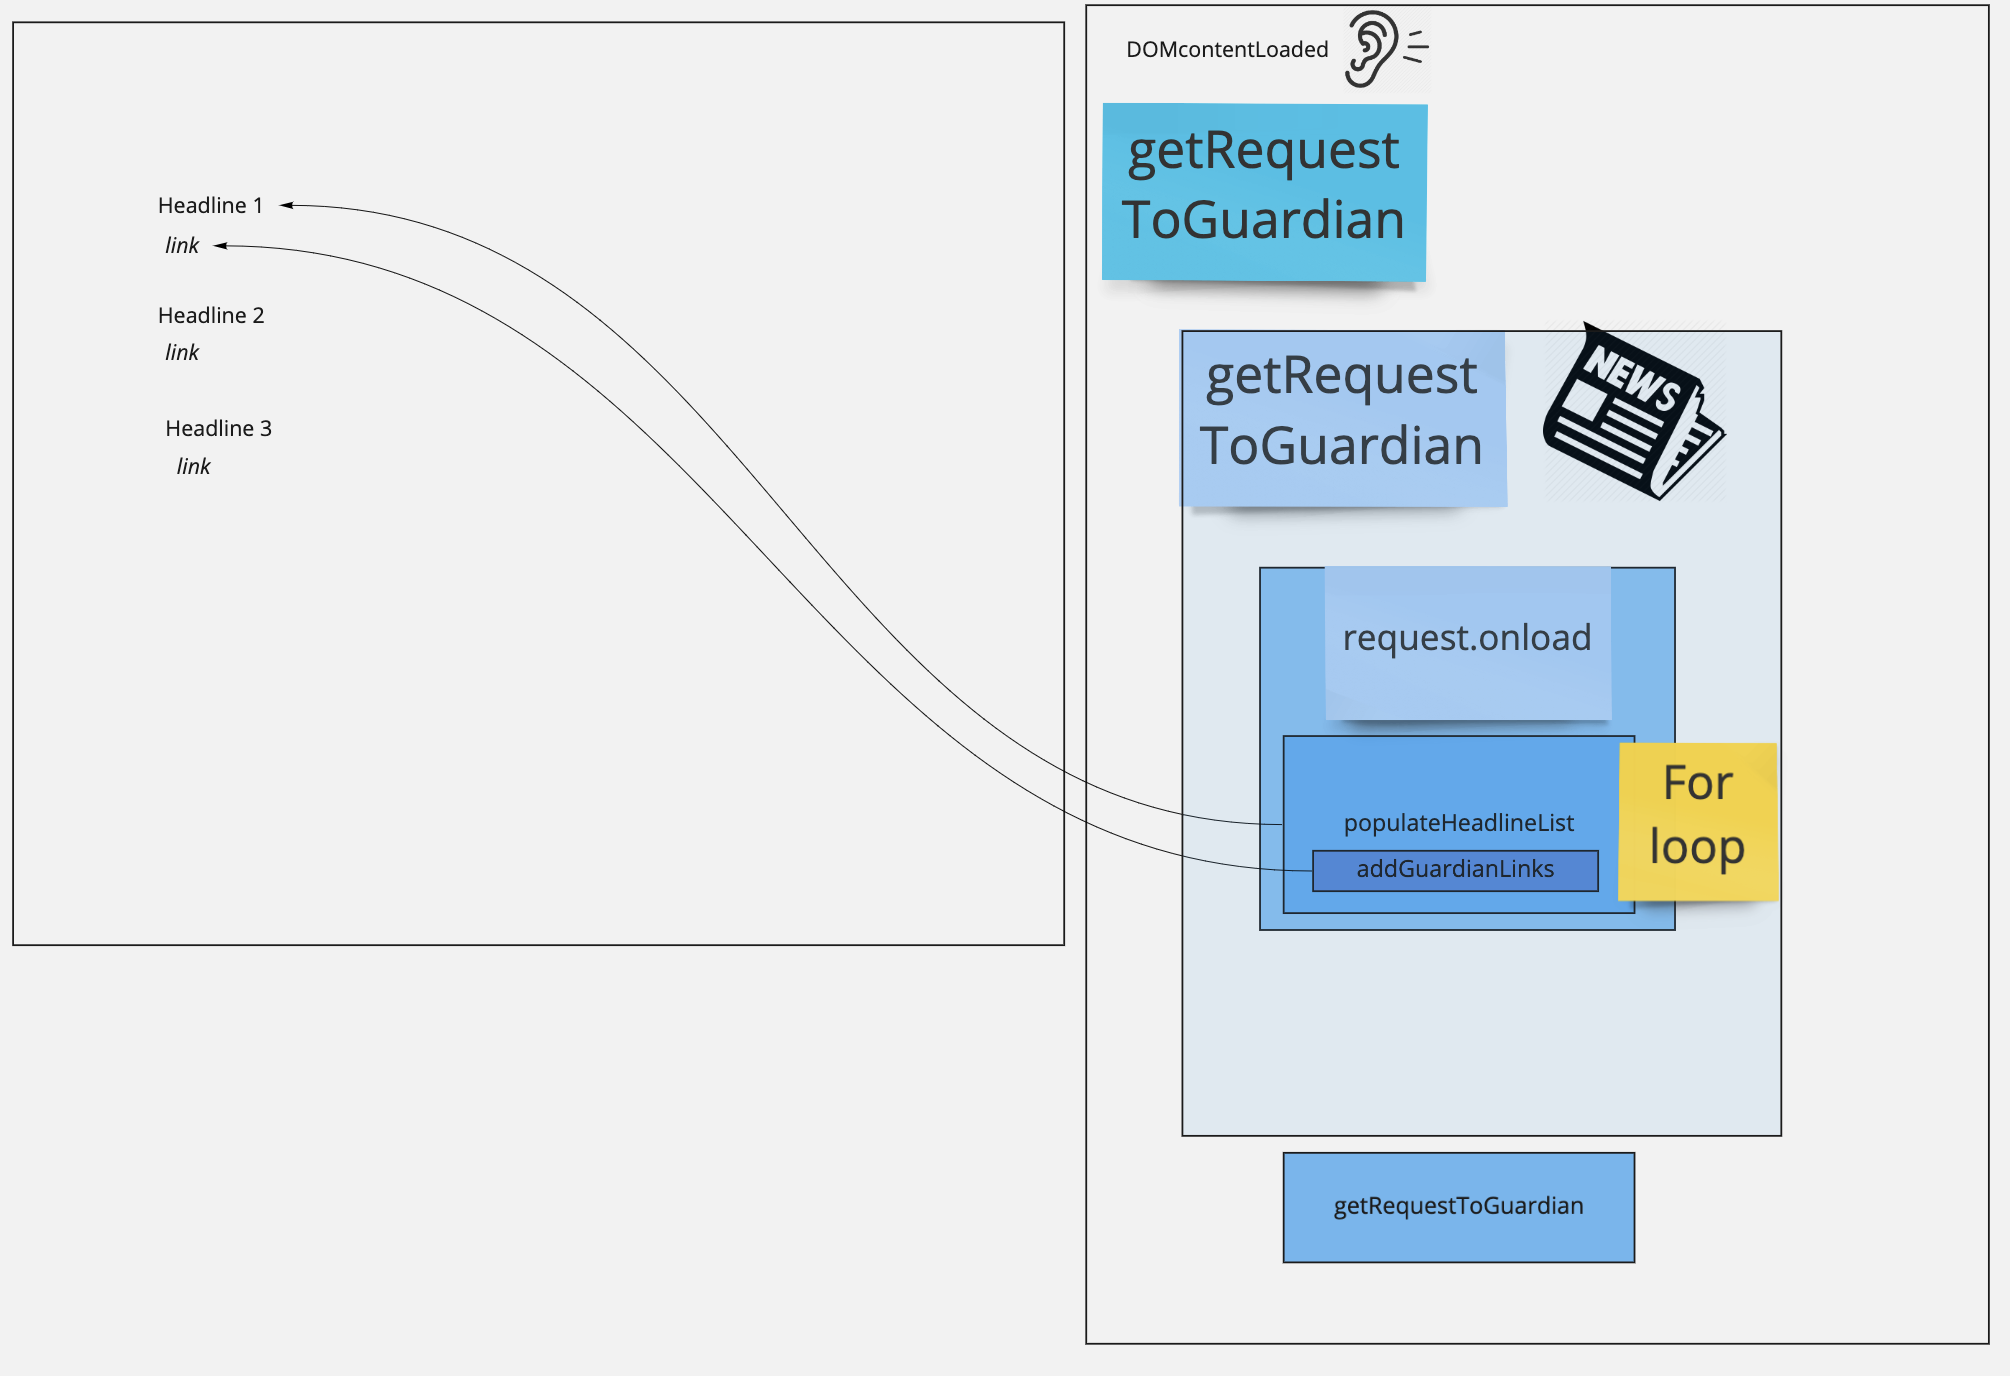 Headline 1
link
Headline 2
link
Headline 3
link
DOMcontentLoaded
getRequest
ToGuardian
getRequest
ToGuardian
NEWS
request.onload
For
loop
populateHeadlineList
addGuardianLinks
getRequestToGuardian